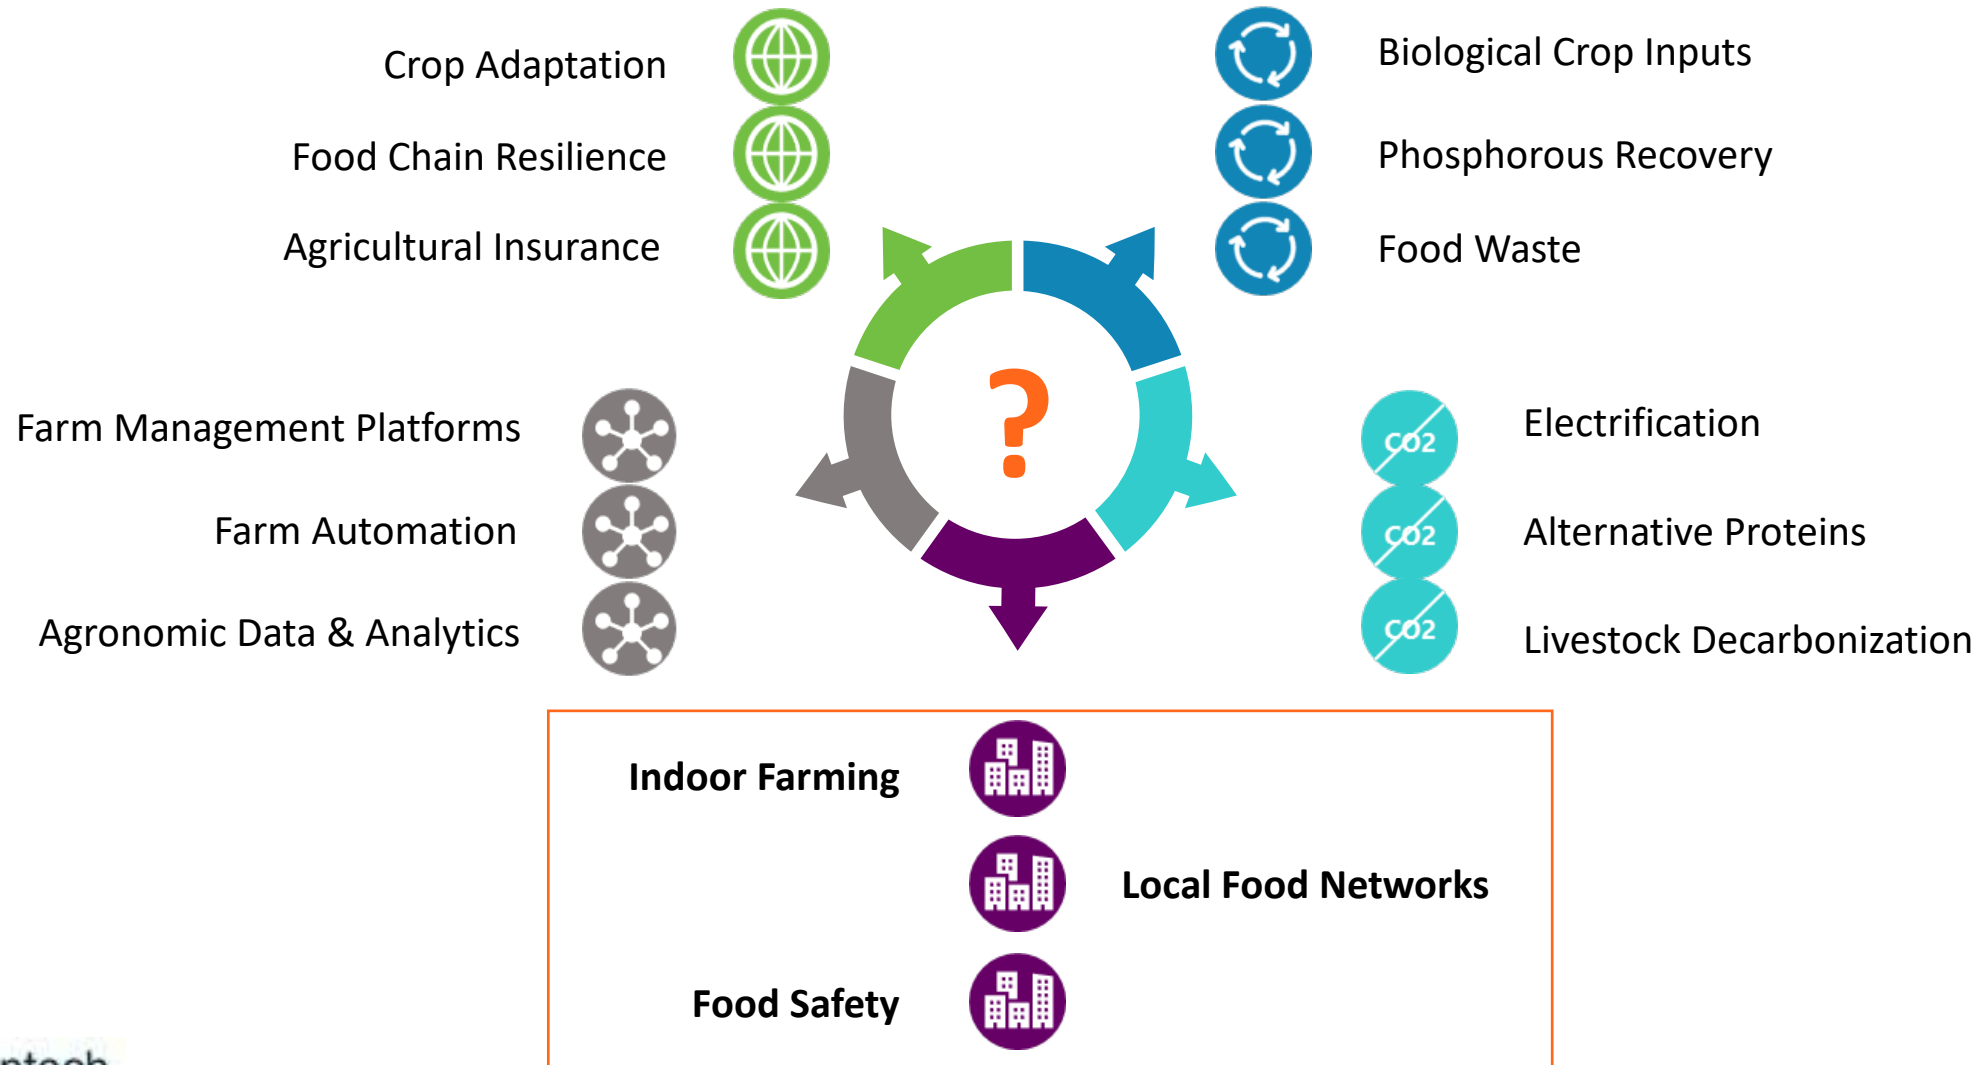 Crop Adaptation
Food Chain Resilience
Agricultural Insurance
Biological Crop Inputs
Phosphorous Recovery
Food Waste
?
Farm Management Platforms
Farm Automation
Agronomic Data & Analytics
CO2
Electrification
CO2
Alternative Proteins
CO2
Livestock Decarbonization
Indoor Farming
Local Food Networks
Food Safety